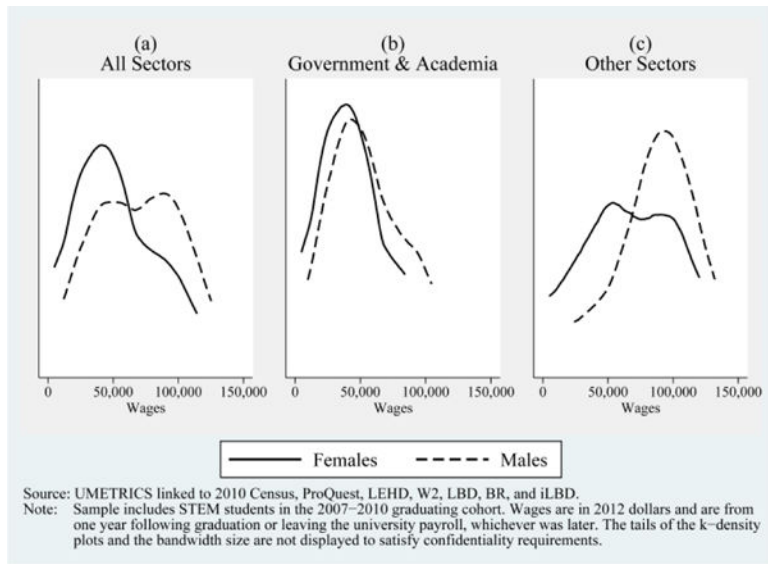 (a)
All Sectors
(b)
Government & Academia
(c)
Other Sectors
0 50,000 100,000 150,000
Wages
0 50,000 100,000 150,000
Wages
0 50,000 100,000 150,000
Wages
Females Males
Source: UMETRICS linked to 2010 Census, ProQuest, LEHD, W2, LBD, BR, and iLBD.
Note: Sample includes STEM students in the 2007−2010 graduating cohort. Wages are in 2012 dollars and are from
one year following graduation or leaving the university payroll, whichever was later. The tails of the k−density
plots and the bandwidth size are not displayed to satisfy confidentiality requirements.